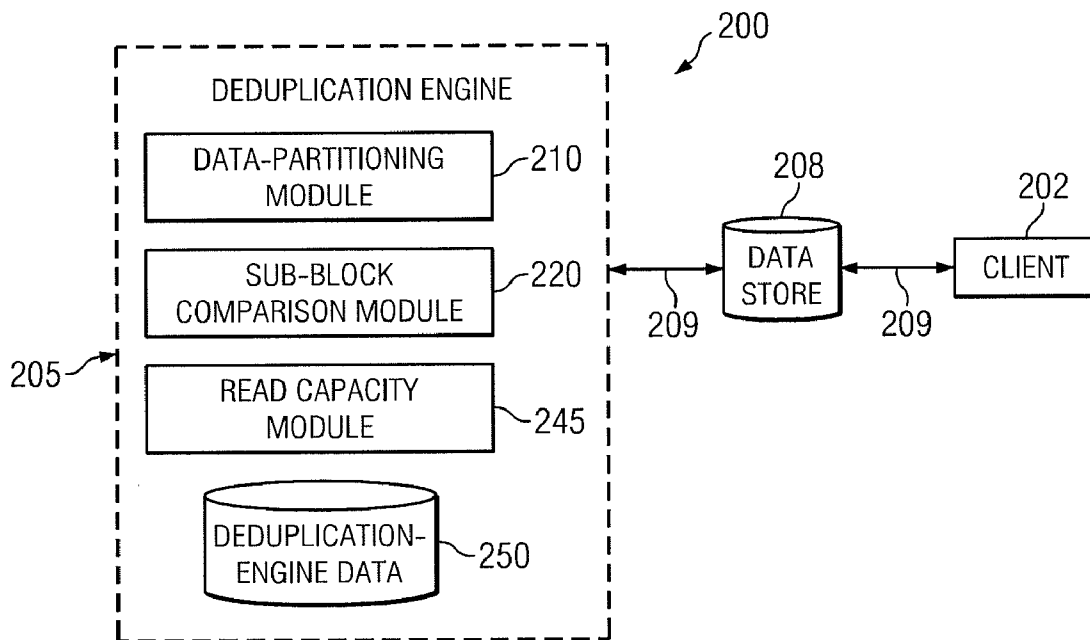 200
DEDUPLICATION ENGINE
DATA-PARTITIONING
MODULE
210
208
202
SUB-BLOCK
COMPARISON MODULE
220
DATA
STORE
CLIENT
209
209
205
READ CAPACITY
MODULE
245
DEDUPLICATION-
ENGINE DATA
250